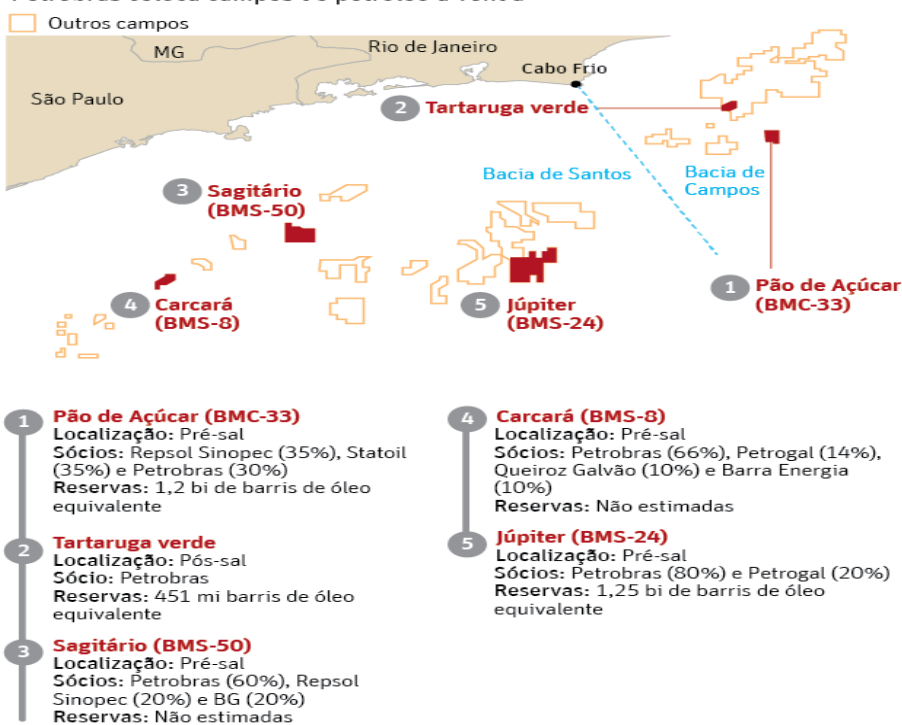 Petrobras coloca campos de petróleo à venda
Outros campos
MG
Rio de Janeiro
Cabo Frio
São Paulo
2 Tartaruga verde
Bacia de Santos
Bacia de
Campos
3 Sagitário
(BMS-50)
4 Carcará
(BMS-8)
5 Júpiter
(BMS-24)
1 Pão de Açúcar
(BMC-33)
1 Pão de Açúcar (BMC-33)
Localização: Pré-sal
Sócios: Repsol Sinopec (35%), Statoil
(35%) e Petrobras (30%)
Reservas: 1,2 bi de barris de óleo
equivalente
2 Tartaruga verde
Localização: Pós-sal
Sócio: Petrobras
Reservas: 451 mi barris de óleo
equivalente
3 Sagitário (BMS-50)
Localização: Pré-sal
Sócios: Petrobras (60%), Repsol
Sinopec (20%) e BG (20%)
Reservas: Não estimadas
4 Carcará (BMS-8)
Localização: Pré-sal
Sócios: Petrobras (66%), Petrogal (14%),
Queiroz Galvão (10%) e Barra Energia
(10%)
Reservas: Não estimadas
5 Júpiter (BMS-24)
Localização: Pré-sal
Sócios: Petrobras (80%) e Petrogal (20%)
Reservas: 1,25 bi de barris de óleo
equivalente